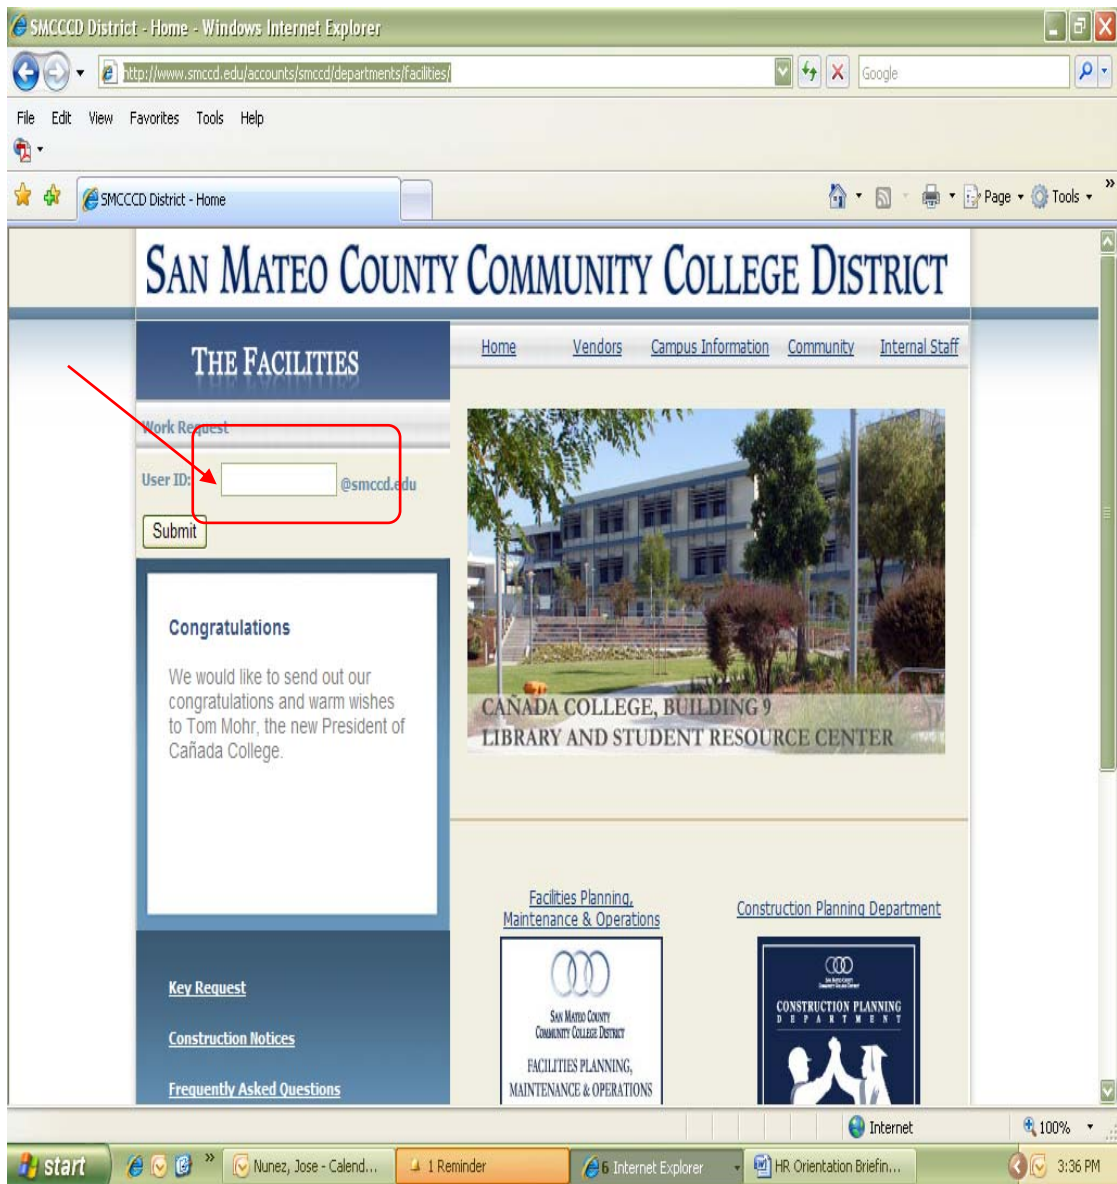 SMCCCD District - Home - Windows Internet Explorer
http://www.smccd.edu/accounts/smccd/departments/facilities/
Google
File Edit View Favorites Tools Help
SMCCCD District - Home
Page Tools
SAN MATEO COUNTY COMMUNITY COLLEGE DISTRICT
THE FACILITIES
Home Vendors Campus Information Community Internal Staff
Work Request
User ID: @smccd.edu
Submit
Congratulations
We would like to send out our
congratulations and warm wishes
to Tom Mohr, the new President of
Cañada College.
CAÑADA COLLEGE, BUILDING 9
LIBRARY AND STUDENT RESOURCE CENTER
Facilities Planning,
Maintenance & Operations
Construction Planning Department
SAN MATEO COUNTY
COMMUNITY COLLEGE DISTRICT
FACILITIES PLANNING,
MAINTENANCE & OPERATIONS
SAN MATEO COUNTY
COMMUNITY COLLEGE DISTRICT
CONSTRUCTION PLANNING
DEPARTMENT
Key Request
Construction Notices
Frequently Asked Questions
Internet 100%
start
Nunez, Jose - Calend...
1 Reminder
6 Internet Explorer
HR Orientation Briefin...
3:36 PM